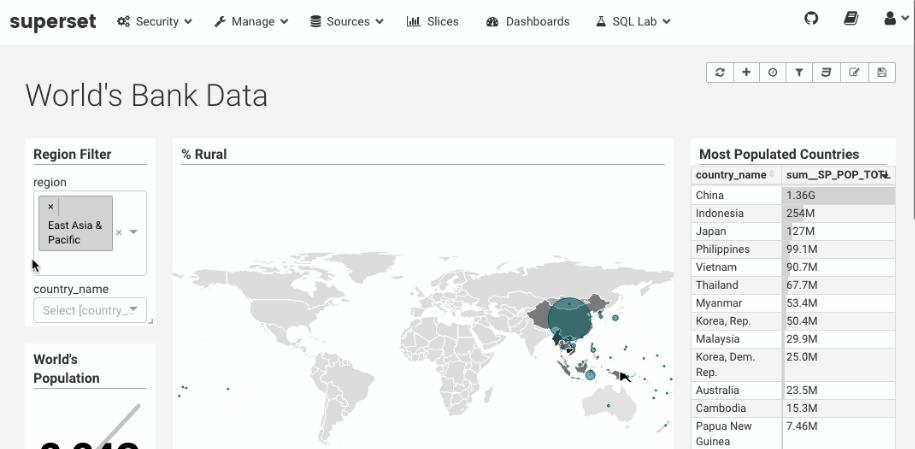 superset Security Manage Sources Slices Dashboards SQL Lab
World's Bank Data
Region Filter
region
× 
East Asia &
Pacific
×
country_name
Select [country_...
World's
Population
% Rural
Most Populated Countries
country_name sum__SP_POP_TOTL
China 1.36G
Indonesia 254M
Japan 127M
Philippines 99.1M
Vietnam 90.7M
Thailand 67.7M
Myanmar 53.4M
Korea, Rep. 50.4M
Malaysia 29.9M
Korea, Dem. 25.0M
Rep.
Australia 23.5M
Cambodia 15.3M
Papua New 7.46M
Guinea